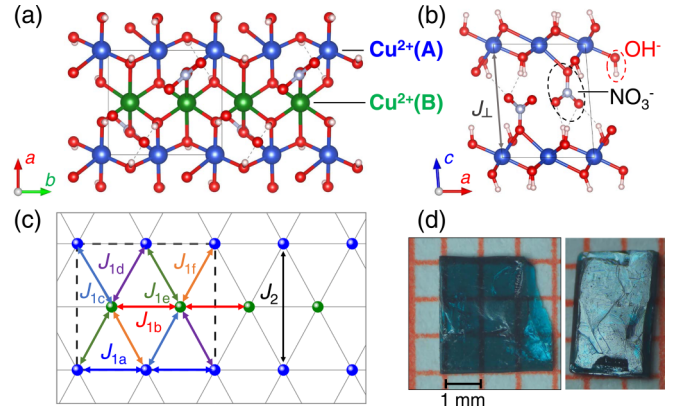 (a)
Cu²⁺(A)
Cu²⁺(B)
a
b
(b)
OH⁻
NO₃⁻
J⊥
c
a
(c)
J₁d
J₁f
J₁c
J₁e
J₂
J₁b
J₁a
(d)
1 mm